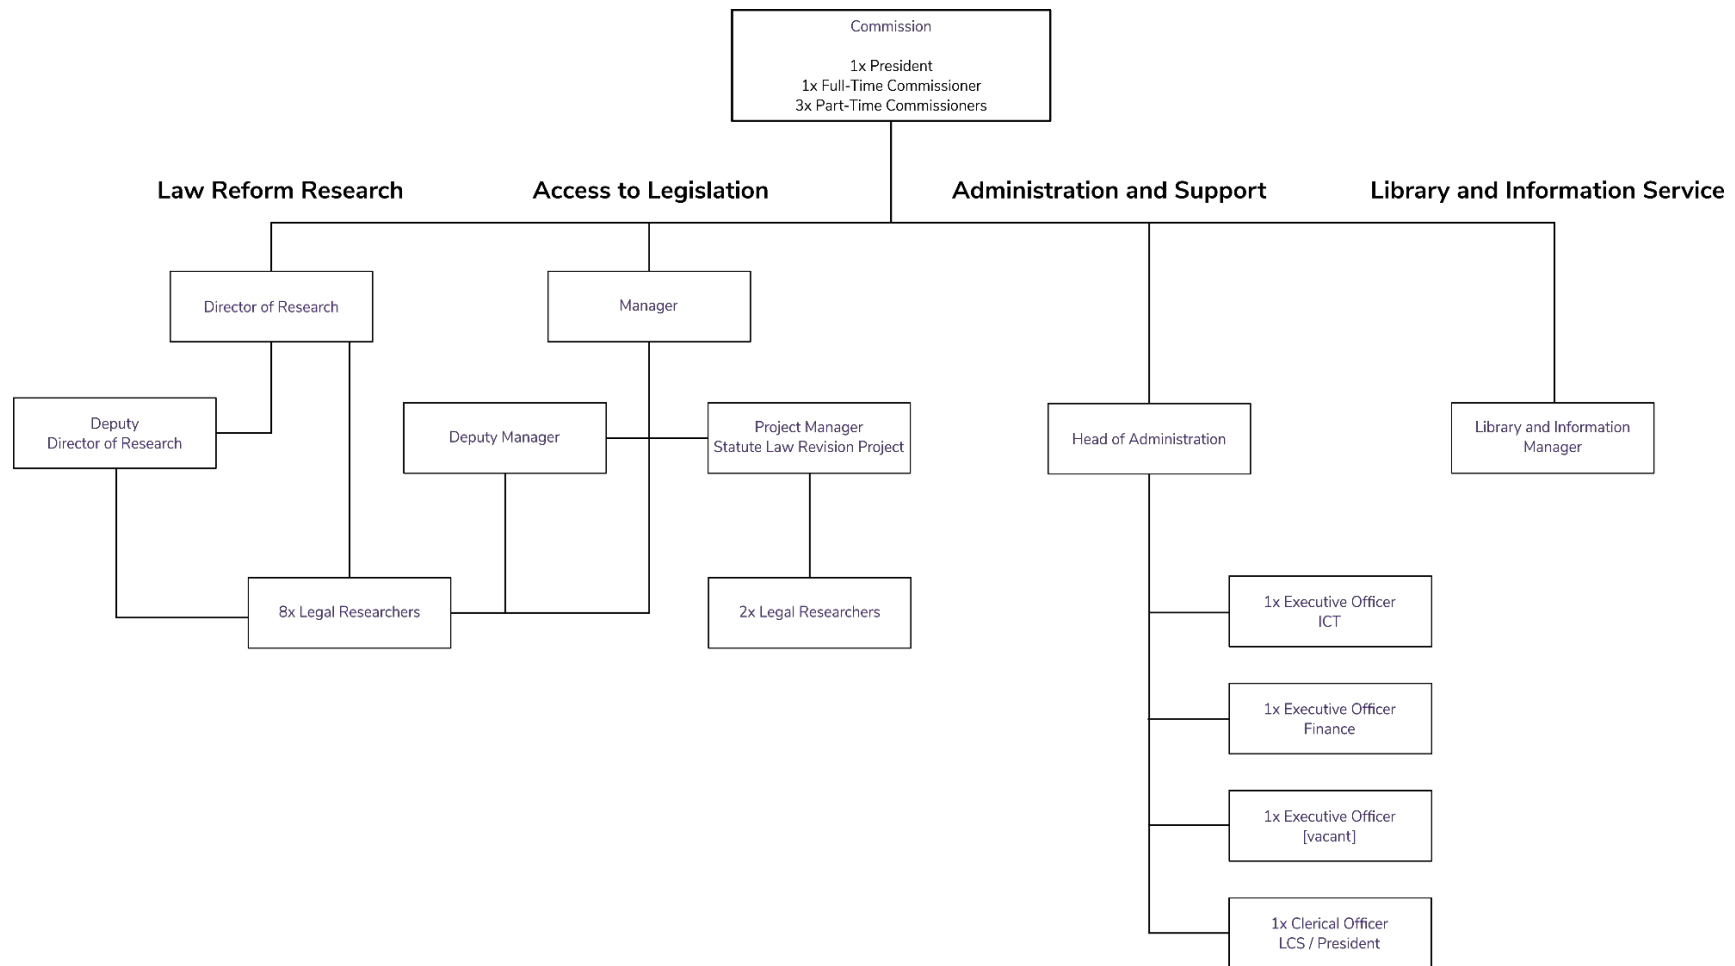 Commission
1x President
1x Full-Time Commissioner
3x Part-Time Commissioners
Law Reform Research
Access to Legislation
Administration and Support
Library and Information Service
Director of Research
Manager
Deputy
Director of Research
Deputy Manager
Project Manager
Statute Law Revision Project
Head of Administration
Library and Information
Manager
8x Legal Researchers
2x Legal Researchers
1x Executive Officer
ICT
1x Executive Officer
Finance
1x Executive Officer
[vacant]
1x Clerical Officer
LCS / President